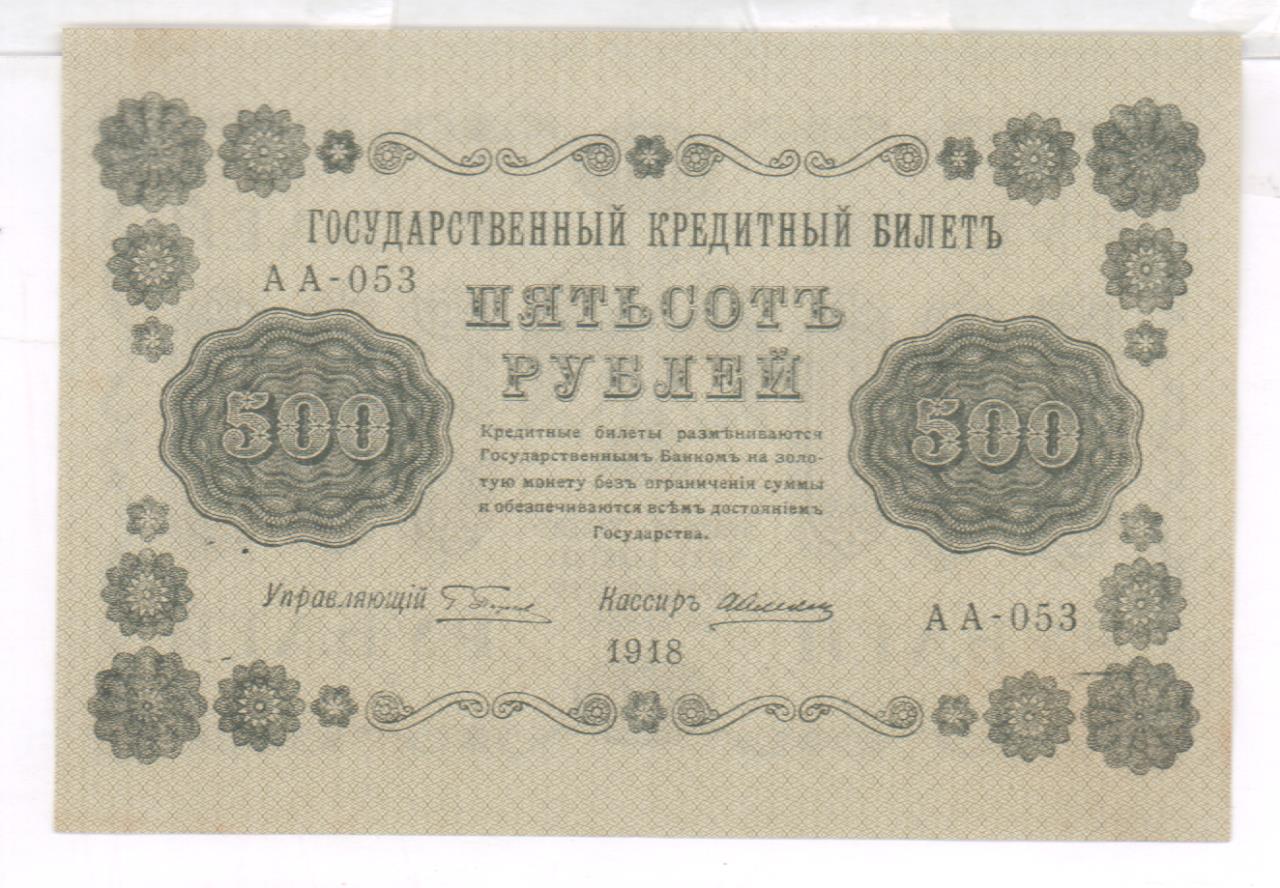 ГОСУДАРСТВЕННЫЙ КРЕДИТНЫЙ БИЛЕТЪ
АА-053
ПЯТЬСОТЪ
РУБЛЕЙ
500
500
Кредитные билеты размѣниваются
Государственнымъ Банкомъ на золо-
тую монету безъ ограниченія суммы
и обезпечиваются всѣмъ достояніемъ
Государства.
Управляющій
Кассиръ
АА-053
1918